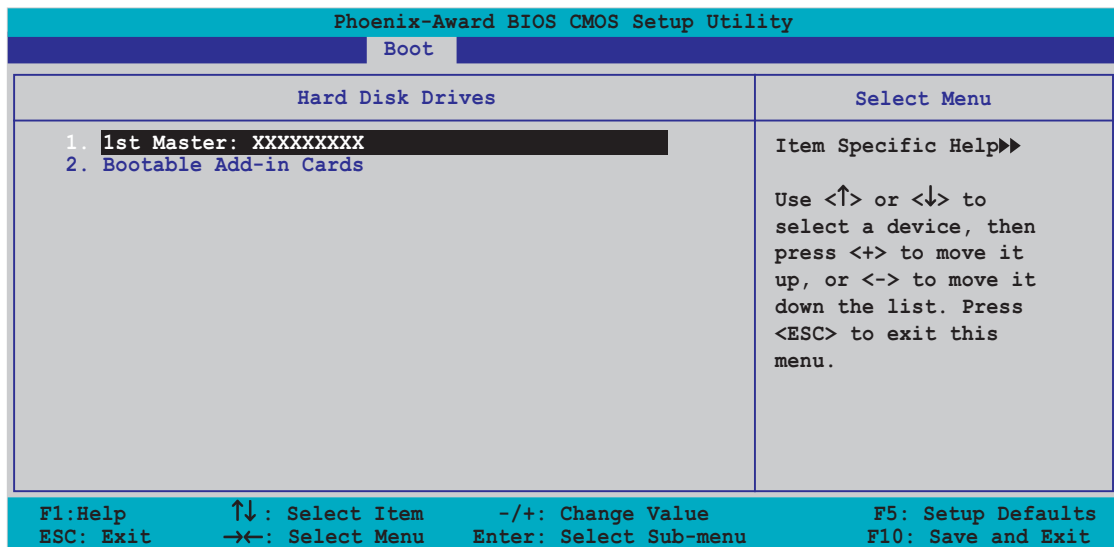 Phoenix-Award BIOS CMOS Setup Utility
Boot
Hard Disk Drives
Select Menu
1. 1st Master: XXXXXXXXX
2. Bootable Add-in Cards
Item Specific Help▶▶
Use <↑> or <↓> to
select a device, then
press <+> to move it
up, or <-> to move it
down the list. Press
<ESC> to exit this
menu.
F1:Help ↑↓ : Select Item -/+: Change Value F5: Setup Defaults
ESC: Exit →←: Select Menu Enter: Select Sub-menu F10: Save and Exit